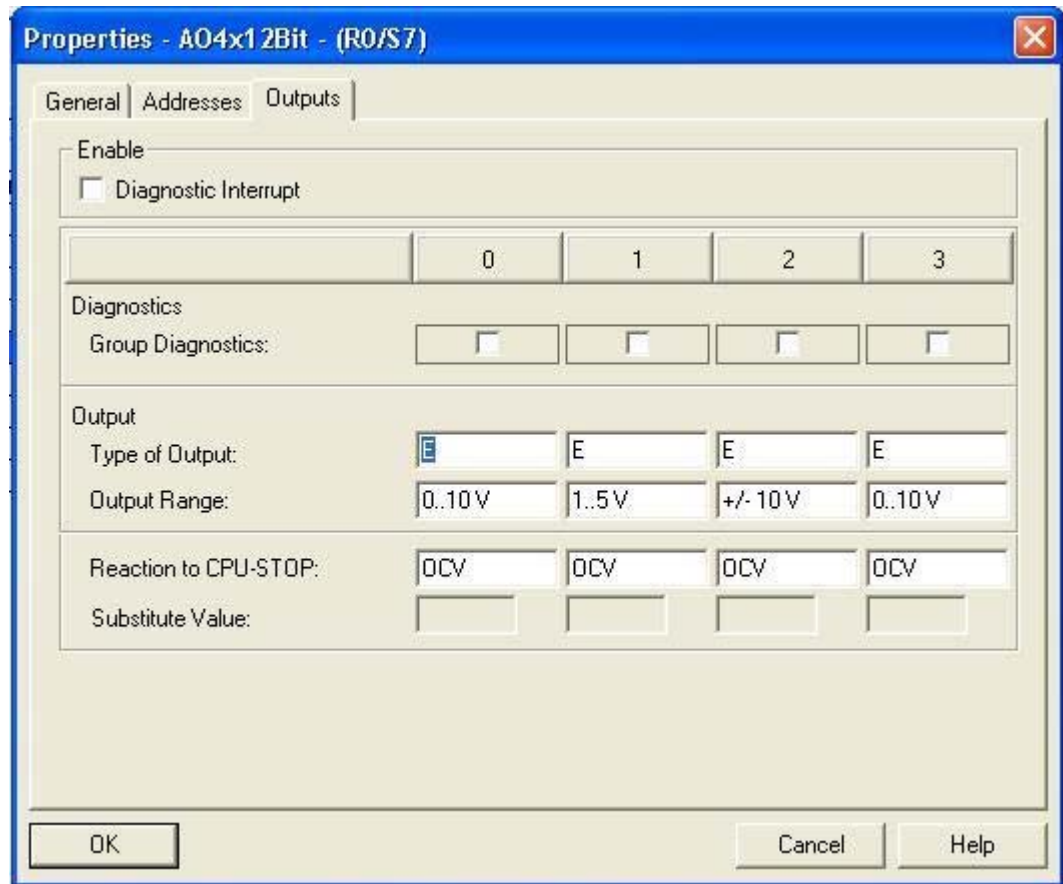 Properties - AO4x12Bit - (R0/S7)
General Addresses Outputs
Enable
Diagnostic Interrupt
0 1 2 3
Diagnostics
Group Diagnostics:
Output
Type of Output: E E E E
Output Range: 0..10 V 1..5 V +/- 10 V 0..10 V
Reaction to CPU-STOP: OCV OCV OCV OCV
Substitute Value:
OK Cancel Help